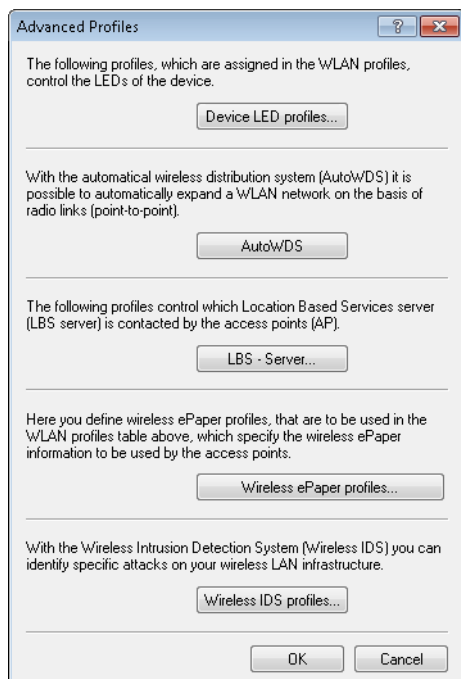 Advanced Profiles
The following profiles, which are assigned in the WLAN profiles,
control the LEDs of the device.
Device LED profiles...
With the automatical wireless distribution system (AutoWDS) it is
possible to automatically expand a WLAN network on the basis of
radio links (point-to-point).
AutoWDS
The following profiles control which Location Based Services server
(LBS server) is contacted by the access points (AP).
LBS - Server...
Here you define wireless ePaper profiles, that are to be used in the
WLAN profiles table above, which specify the wireless ePaper
information to be used by the access points.
Wireless ePaper profiles...
With the Wireless Intrusion Detection System (Wireless IDS) you can
identify specific attacks on your wireless LAN infrastructure.
Wireless IDS profiles...
OK Cancel